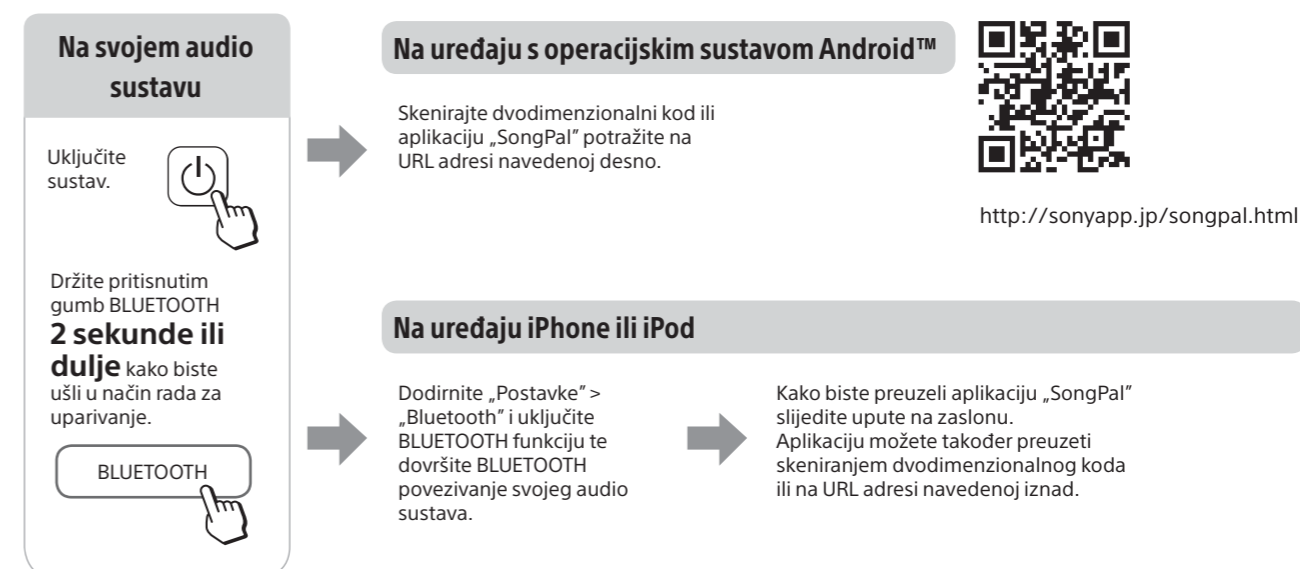 Na svojem audio
sustavu
Uključite
sustav.
Držite pritisnutim
gumb BLUETOOTH
2 sekunde ili
dulje kako biste
ušli u način rada za
uparivanje.
BLUETOOTH
Na uređaju s operacijskim sustavom Android™
Skenirajte dvodimenzionalni kod ili
aplikaciju „SongPal” potražite na
URL adresi navedenoj desno.
http://sonyapp.jp/songpal.html
Na uređaju iPhone ili iPod
Dodirnite „Postavke” >
„Bluetooth” i uključite
BLUETOOTH funkciju te
dovršite BLUETOOTH
povezivanje svojeg audio
sustava.
Kako biste preuzeli aplikaciju „SongPal”
slijedite upute na zaslonu.
Aplikaciju možete također preuzeti
skeniranjem dvodimenzionalnog koda
ili na URL adresi navedenoj iznad.